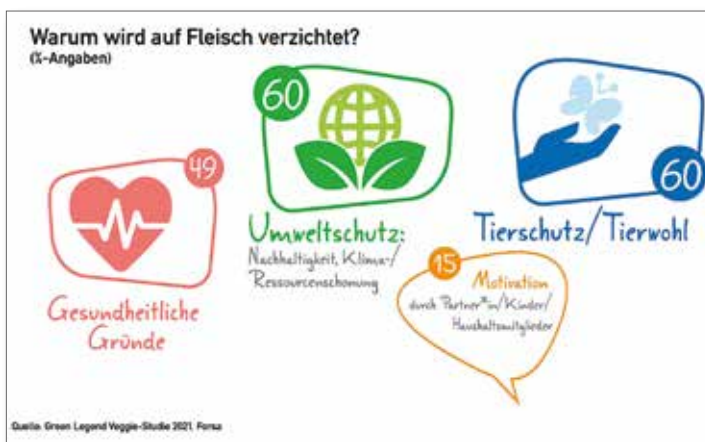 Warum wird auf Fleisch verzichtet?
(%-Angaben)
49
Gesundheitliche
Gründe
60
Umweltschutz:
Nachhaltigkeit, Klima-/
Ressourcenschonung
60
Tierschutz/Tierwohl
15
Motivation
durch Partner*in/Kinder/
Haushaltsmitglieder
Quelle: Green Legend Veggie-Studie 2021, Forsa